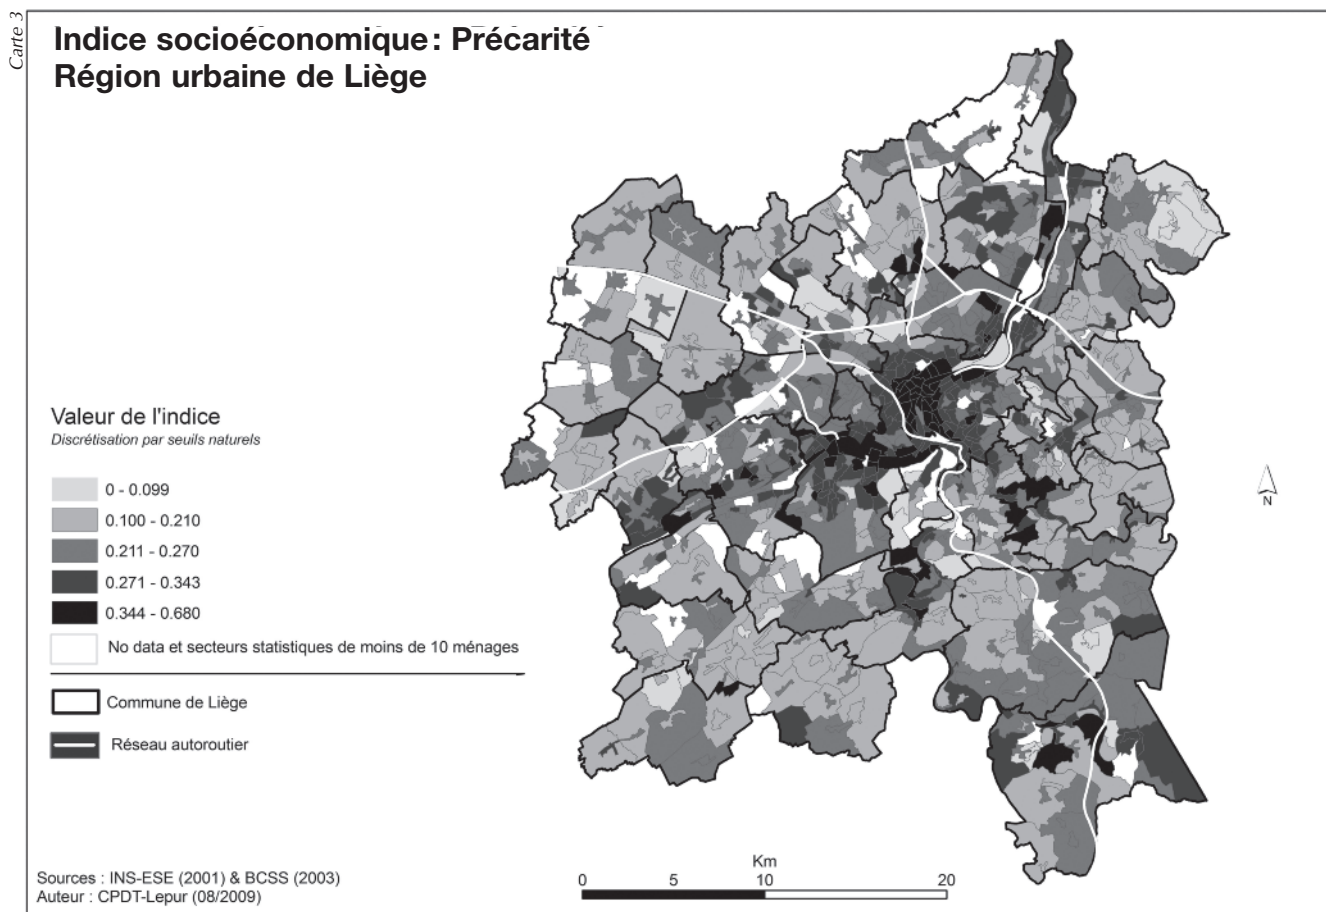 Carte 3
Indice socioéconomique: Précarité
Région urbaine de Liège
Valeur de l'indice
Discrétisation par seuils naturels
0 - 0.099
0.100 - 0.210
0.211 - 0.270
0.271 - 0.343
0.344 - 0.680
No data et secteurs statistiques de moins de 10 ménages
Commune de Liège
Réseau autoroutier
N
Sources : INS-ESE (2001) & BCSS (2003)
Auteur : CPDT-Lepur (08/2009)
Km
0 5 10 20